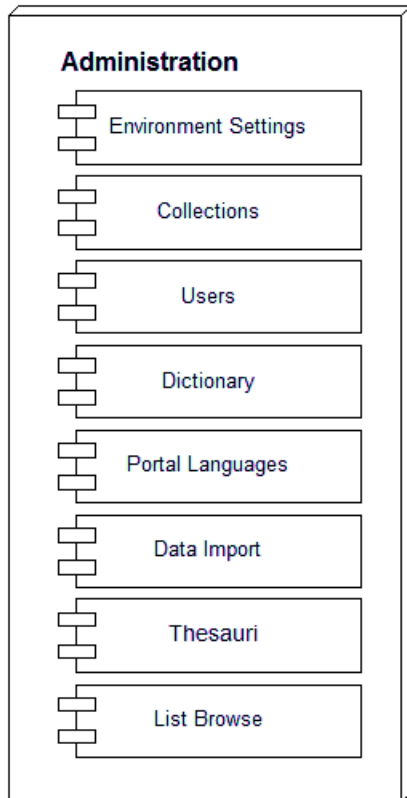 Administration
Environment Settings
Collections
Users
Dictionary
Portal Languages
Data Import
Thesauri
List Browse